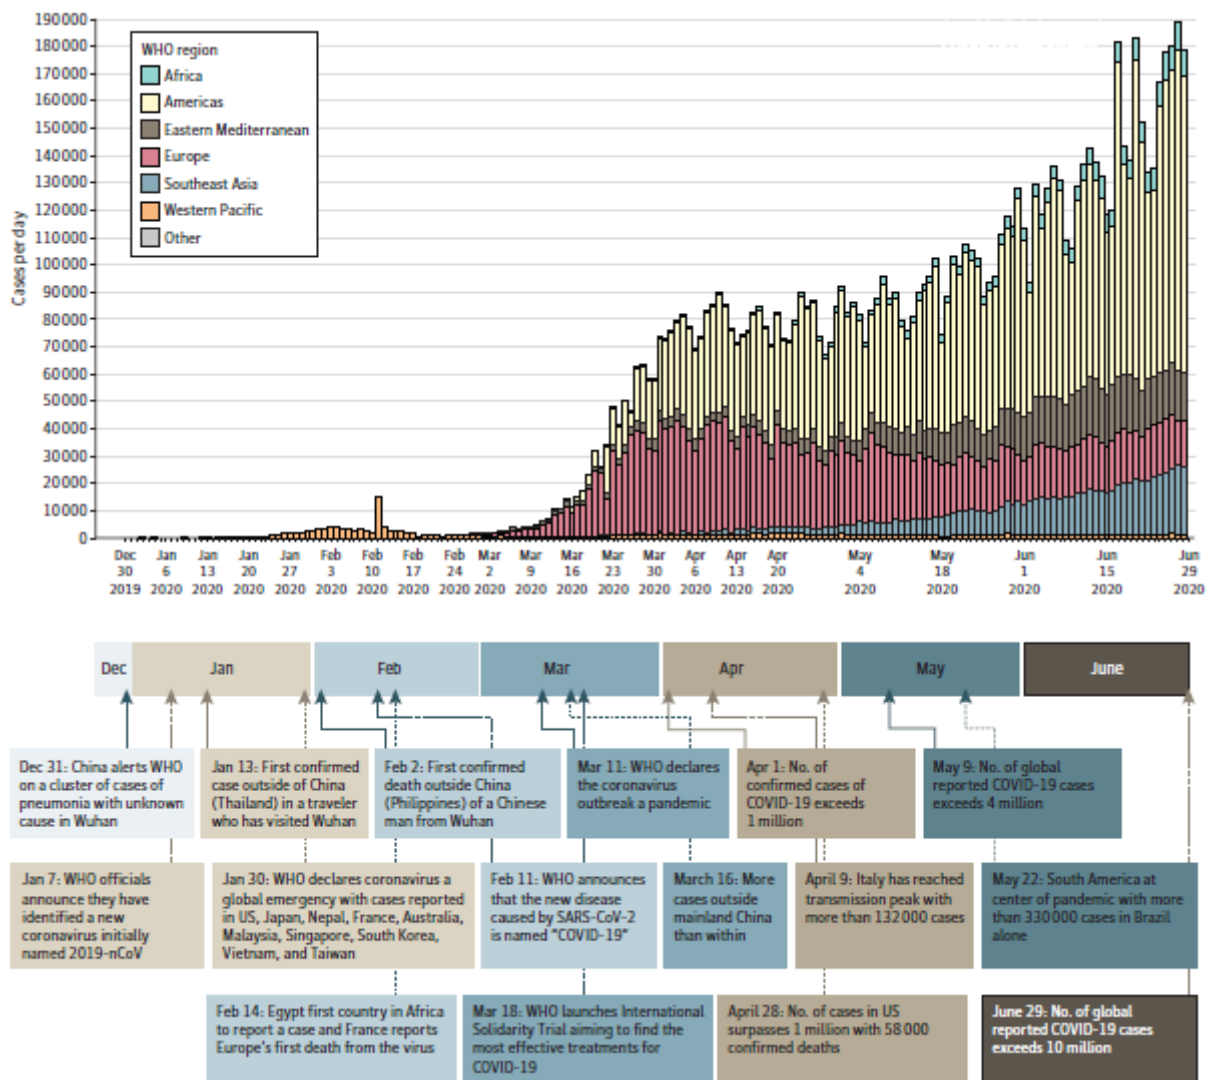 190000
180000
170000
160000
150000
140000
130000
120000
110000
100000
90000
80000
70000
60000
50000
40000
30000
20000
10000
0
Cases per day
WHO region
Africa
Americas
Eastern Mediterranean
Europe
Southeast Asia
Western Pacific
Other
Dec Jan Jan Jan Jan Feb Feb Feb Feb Mar Mar Mar Mar Mar Apr Apr Apr May May Jun Jun Jun
30 6 13 20 27 3 10 17 24 2 9 16 23 30 6 13 20 4 18 1 15 29
2019 2020 2020 2020 2020 2020 2020 2020 2020 2020 2020 2020 2020 2020 2020 2020 2020 2020 2020 2020 2020 2020
Dec Jan Feb Mar Apr May June
Dec 31: China alerts WHO
on a cluster of cases of
pneumonia with unknown
cause in Wuhan
Jan 13: First confirmed
case outside of China
(Thailand) in a traveler
who has visited Wuhan
Feb 2: First confirmed
death outside China
(Philippines) of a Chinese
man from Wuhan
Mar 11: WHO declares
the coronavirus
outbreak a pandemic
Apr 1: No. of
confirmed cases of
COVID-19 exceeds
1 million
May 9: No. of global
reported COVID-19 cases
exceeds 4 million
Jan 7: WHO officials
announce they have
identified a new
coronavirus initially
named 2019-nCoV
Jan 30: WHO declares coronavirus a
global emergency with cases reported
in US, Japan, Nepal, France, Australia,
Malaysia, Singapore, South Korea,
Vietnam, and Taiwan
Feb 11: WHO announces
that the new disease
caused by SARS-CoV-2
is named "COVID-19"
March 16: More
cases outside
mainland China
than within
April 9: Italy has reached
transmission peak with
more than 132 000 cases
May 22: South America at
center of pandemic with more
than 330 000 cases in Brazil
alone
Feb 14: Egypt first country in Africa
to report a case and France reports
Europe's first death from the virus
Mar 18: WHO launches International
Solidarity Trial aiming to find the
most effective treatments for
COVID-19
April 28: No. of cases in US
surpasses 1 million with 58 000
confirmed deaths
June 29: No. of global
reported COVID-19 cases
exceeds 10 million